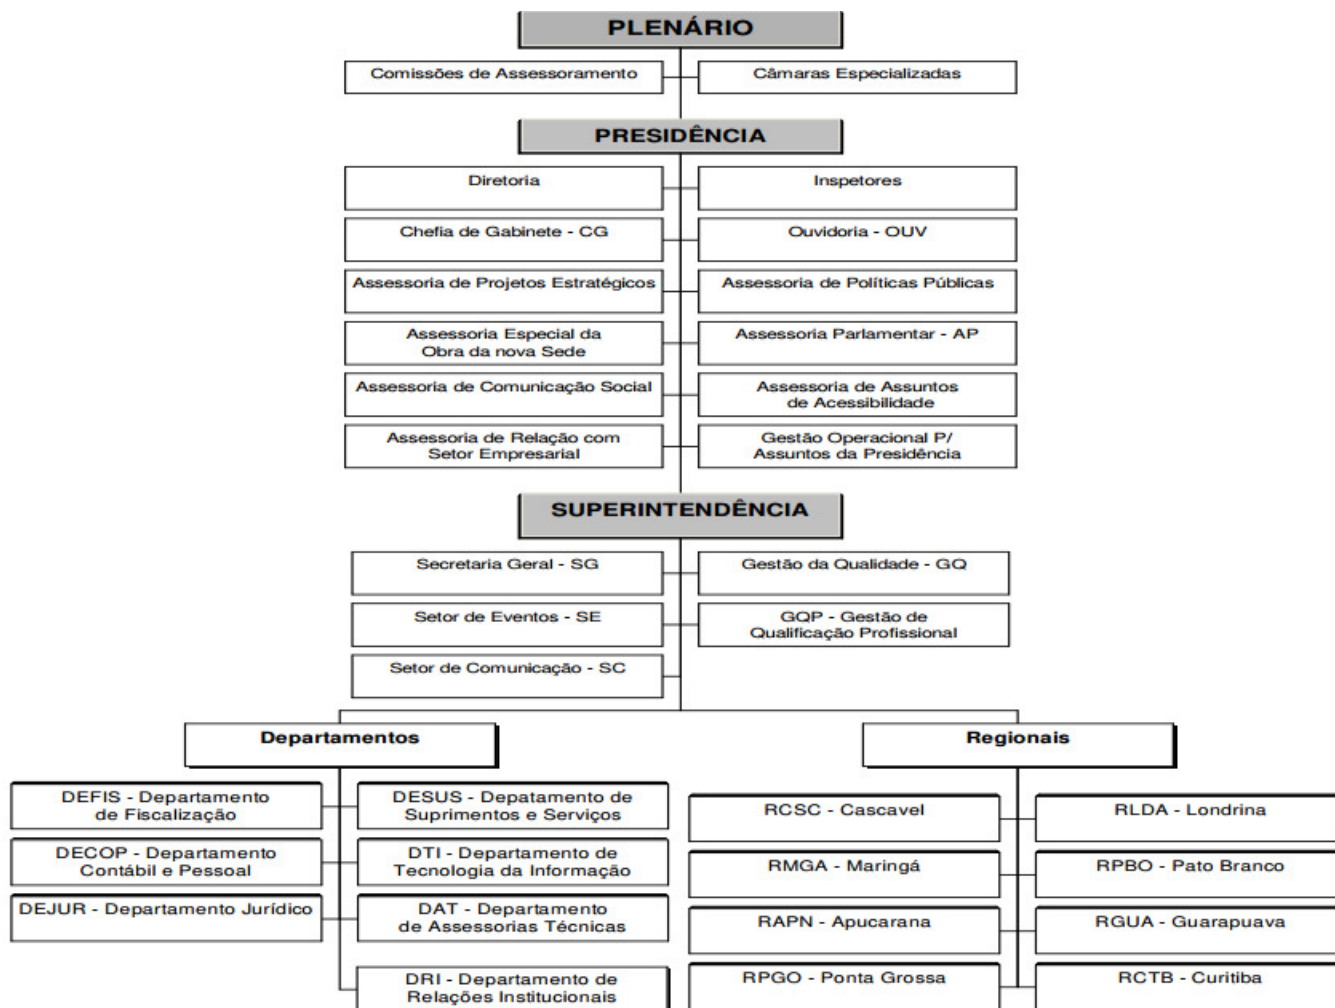 PLENÁRIO
Comissões de Assessoramento
Câmaras Especializadas
PRESIDÊNCIA
Diretoria
Inspetores
Chefia de Gabinete - CG
Ouvidoria - OUV
Assessoria de Projetos Estratégicos
Assessoria de Políticas Públicas
Assessoria Especial da
Obra da nova Sede
Assessoria Parlamentar - AP
Assessoria de Comunicação Social
Assessoria de Assuntos
de Acessibilidade
Assessoria de Relação com
Setor Empresarial
Gestão Operacional P/
Assuntos da Presidência
SUPERINTENDÊNCIA
Secretaria Geral - SG
Gestão da Qualidade - GQ
Setor de Eventos - SE
GQP - Gestão de
Qualificação Profissional
Setor de Comunicação - SC
Departamentos
DEFIS - Departamento
de Fiscalização
DESUS - Depatamento de
Suprimentos e Serviços
DECOP - Departamento
Contábil e Pessoal
DTI - Departamento de
Tecnologia da Informação
DEJUR - Departamento Jurídico
DAT - Departamento
de Assessorias Técnicas
DRI - Departamento de
Relações Institucionais
Regionais
RCSC - Cascavel
RLDA - Londrina
RMGA - Maringá
RPBO - Pato Branco
RAPN - Apucarana
RGUA - Guarapuava
RPGO - Ponta Grossa
RCTB - Curitiba